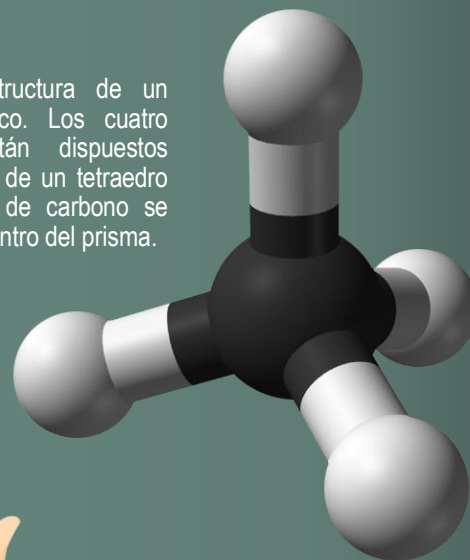 tructura de un
co. Los cuatro
tán dispuestos
de un tetraedro
de carbono se
ntro del prisma.